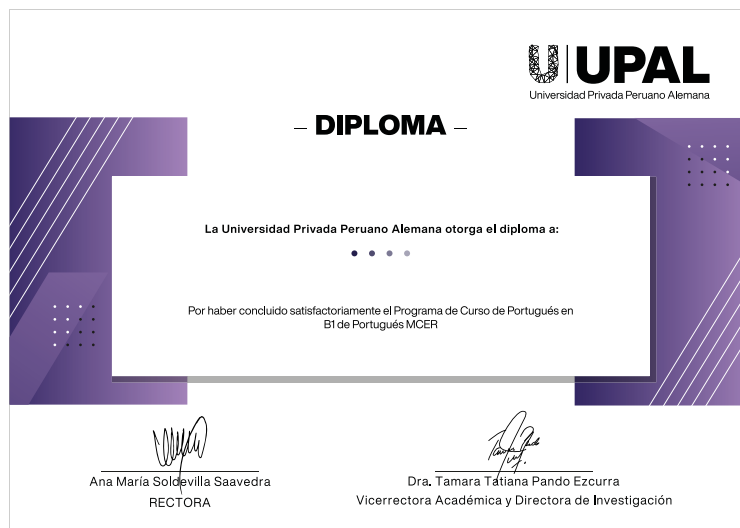 UPAL
Universidad Privada Peruano Alemana
– DIPLOMA –
La Universidad Privada Peruano Alemana otorga el diploma a:
Por haber concluido satisfactoriamente el Programa de Curso de Portugués en
B1 de Portugués MCER
Ana María Soldevilla Saavedra
RECTORA
Dra. Tamara Tatiana Pando Ezcurra
Vicerrectora Académica y Directora de Investigación